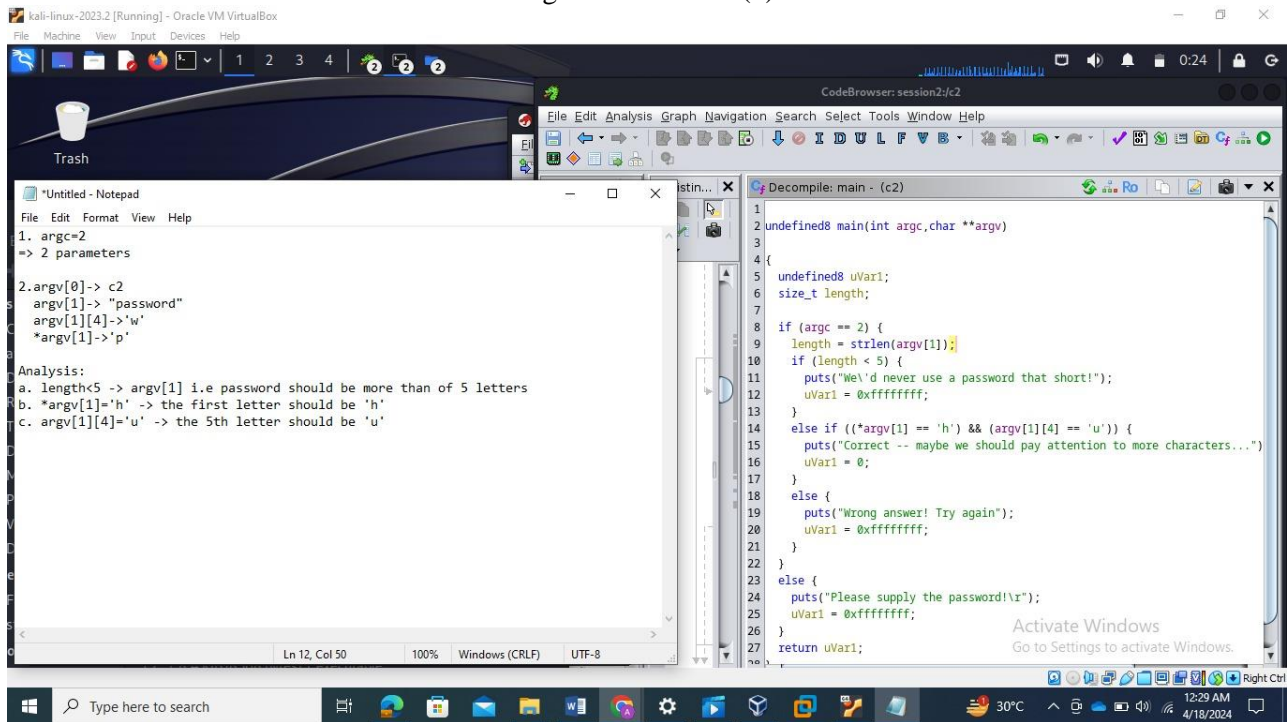 kali-linux-2023.2 [Running] - Oracle VM VirtualBox
File Machine View Input Devices Help
1 2 3 4 2 2 2
0:24
Trash
CodeBrowser: session2:/c2
File Edit Analysis Graph Navigation Search Select Tools Window Help
I D U L F V B
*Untitled - Notepad
File Edit Format View Help
1. argc=2
=> 2 parameters
2.argv[0]-> c2
argv[1]-> "password"
argv[1][4]->'w'
*argv[1]->'p'
Analysis:
a. length<5 -> argv[1] i.e password should be more than of 5 letters
b. *argv[1]='h' -> the first letter should be 'h'
c. argv[1][4]='u' -> the 5th letter should be 'u'
Ln 12, Col 50 100% Windows (CRLF) UTF-8
Decompile: main - (c2)
Ro
1
2 undefined8 main(int argc,char **argv)
3
4 {
5 undefined8 uVar1;
6 size_t length;
7
8 if (argc == 2) {
9 length = strlen(argv[1]);
10 if (length < 5) {
11 puts("We\'d never use a password that short!");
12 uVar1 = 0xffffffff;
13 }
14 else if ((*argv[1] == 'h') && (argv[1][4] == 'u')) {
15 puts("Correct -- maybe we should pay attention to more characters...")
16 uVar1 = 0;
17 }
18 else {
19 puts("Wrong answer! Try again");
20 uVar1 = 0xffffffff;
21 }
22 }
23 else {
24 puts("Please supply the password!\r");
25 uVar1 = 0xffffffff;
26 }
27 return uVar1;
Activate Windows
Go to Settings to activate Windows.
Right Ctrl
Type here to search
30°C
12:29 AM
4/18/2024